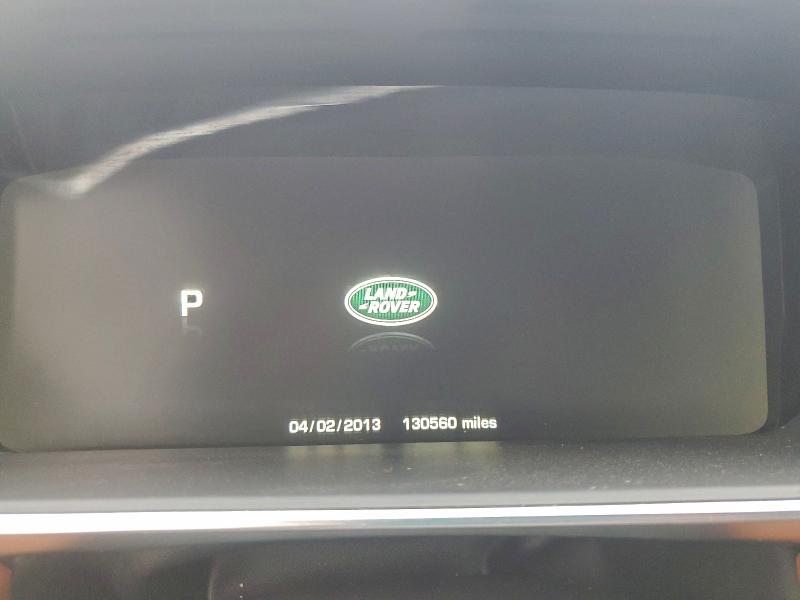 P
LAND-
-ROVER
04/02/2013 130560 miles